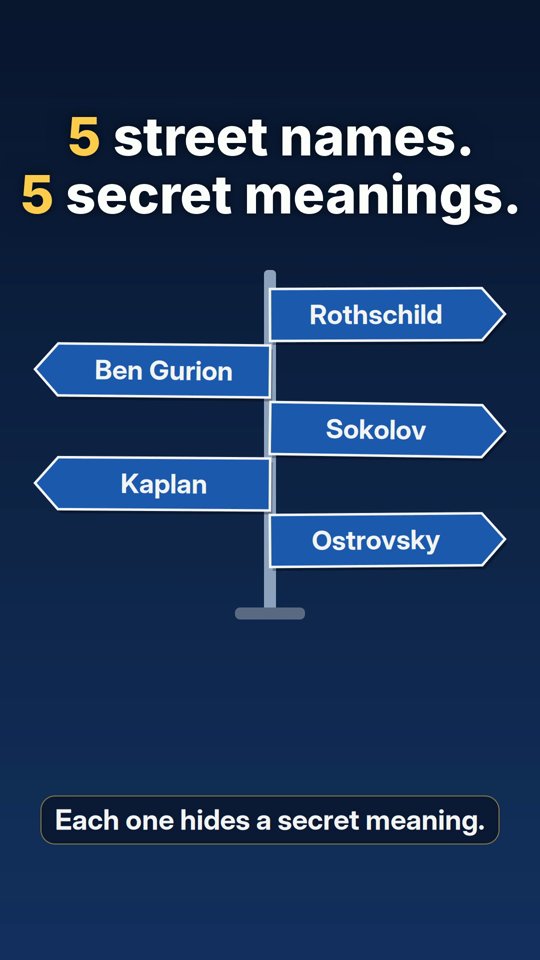 5 street names.
5 secret meanings.
Rothschild
Ben Gurion
Sokolov
Kaplan
Ostrovsky
Each one hides a secret meaning.